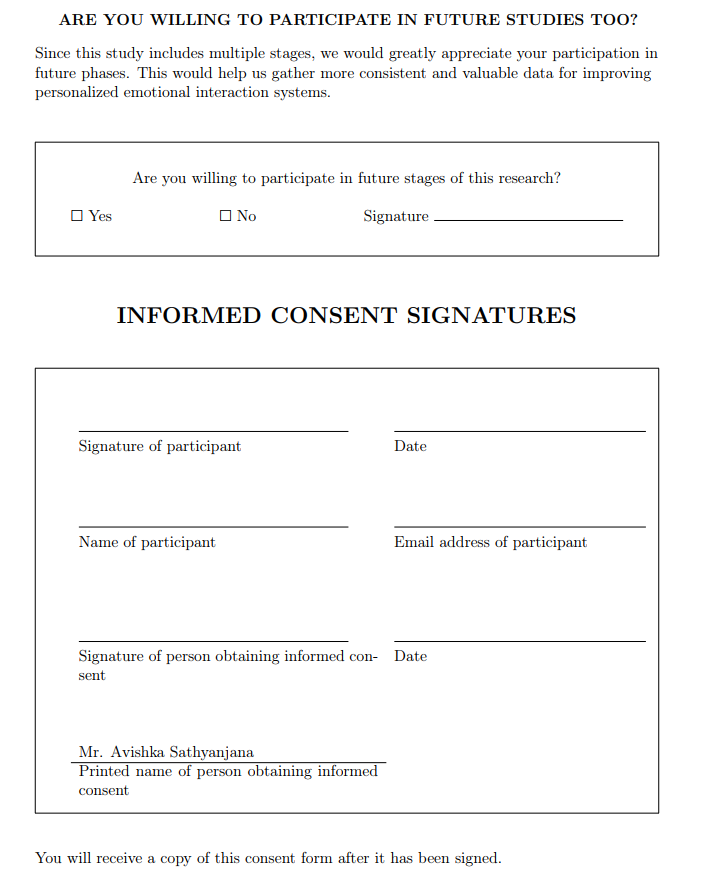 ARE YOU WILLING TO PARTICIPATE IN FUTURE STUDIES TOO?
Since this study includes multiple stages, we would greatly appreciate your participation in
future phases. This would help us gather more consistent and valuable data for improving
personalized emotional interaction systems.
Are you willing to participate in future stages of this research?
☐ Yes ☐ No Signature
INFORMED CONSENT SIGNATURES
Signature of participant Date
Name of participant Email address of participant
Signature of person obtaining informed con- Date
sent
Mr. Avishka Sathyanjana
Printed name of person obtaining informed
consent
You will receive a copy of this consent form after it has been signed.